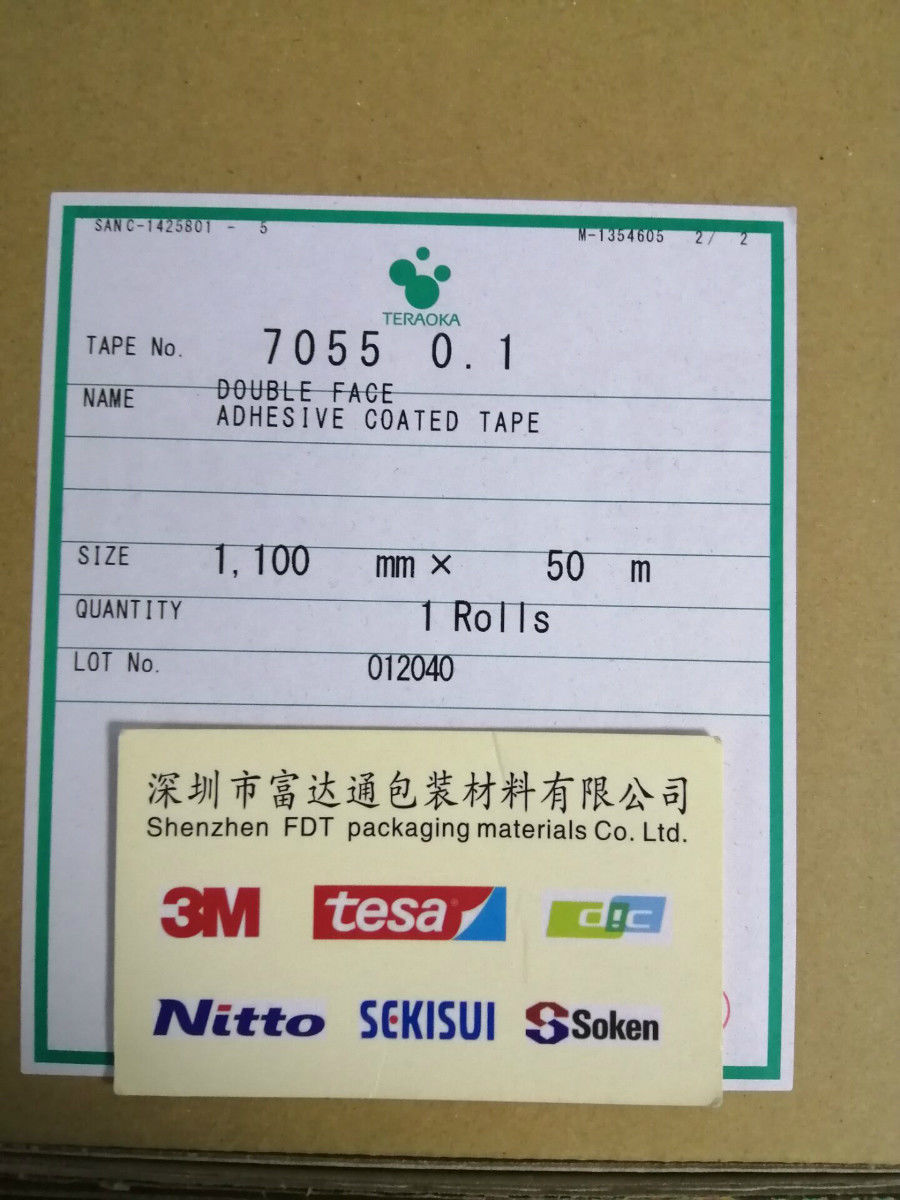 SANC-1425801 - 5
M-1354605 2/ 2
TERAOKA
TAPE No. 7055 0.1
NAME DOUBLE FACE
ADHESIVE COATED TAPE
SIZE 1,100 mm × 50 m
QUANTITY 1 Rolls
LOT No. 012040
深圳市富达通包装材料有限公司
Shenzhen FDT packaging materials Co. Ltd.
3M tesa® d!c
Nitto SEKISUI Soken